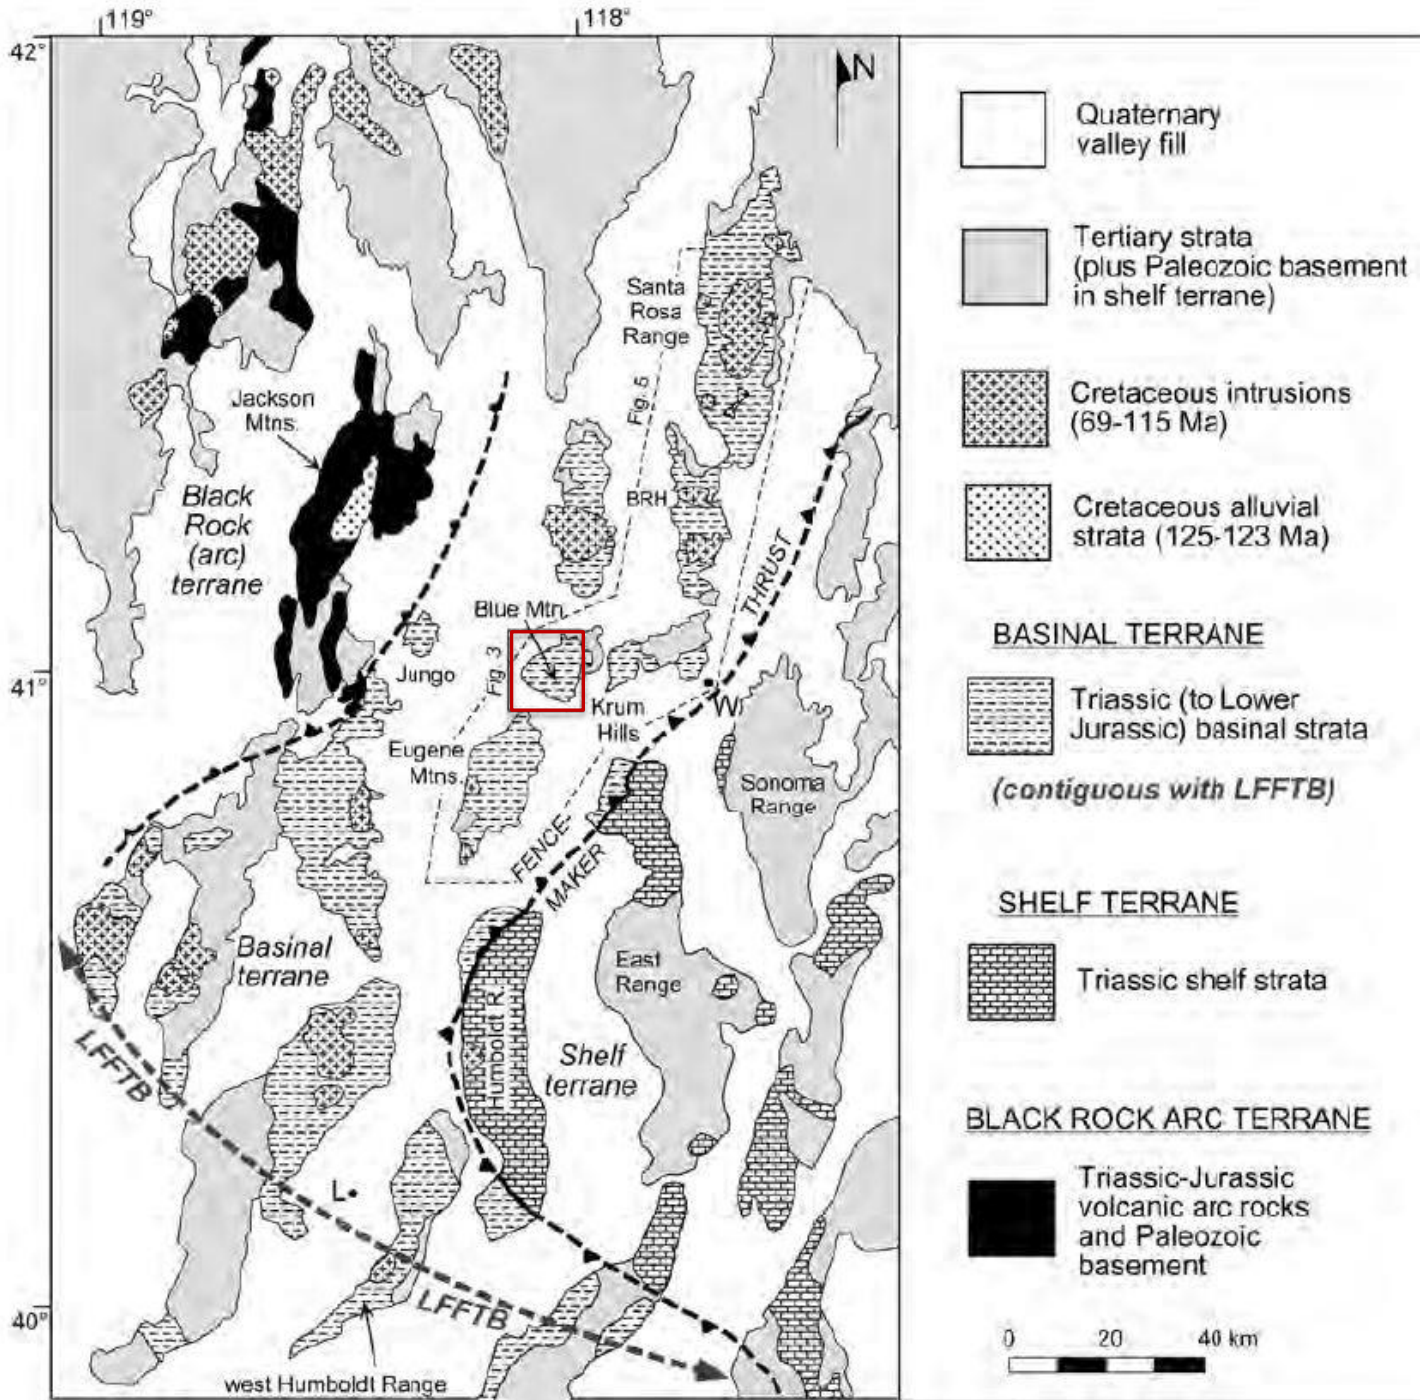 119°
118°
42°
N
Santa
Rosa
Range
Fig. 5
Jackson
Mtns.
Black
Rock
(arc)
terrane
BRH
THRUST
Blue Mtn.
Jungo
Fig. 3
41°
W
Krum
Hills
Eugene
Mtns.
Sonoma
Range
FENCE-
MAKER
Basinal
terrane
East
Range
Humboldt R.
Shelf
terrane
LFFTB
L
LFFTB
40°
west Humboldt Range
Quaternary
valley fill
Tertiary strata
(plus Paleozoic basement
in shelf terrane)
Cretaceous intrusions
(69-115 Ma)
Cretaceous alluvial
strata (125-123 Ma)
BASINAL TERRANE
Triassic (to Lower
Jurassic) basinal strata
(contiguous with LFFTB)
SHELF TERRANE
Triassic shelf strata
BLACK ROCK ARC TERRANE
Triassic-Jurassic
volcanic arc rocks
and Paleozoic
basement
0 20 40 km